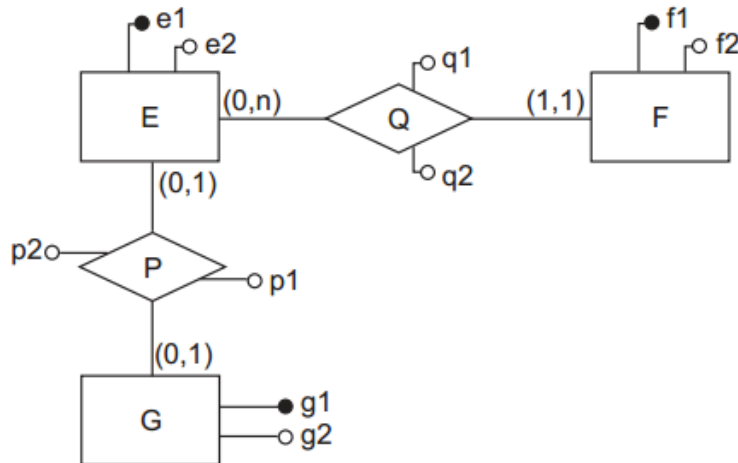 e1
e2
f1
f2
q1
E
(0,n)
Q
(1,1)
F
q2
(0,1)
p2
P
p1
(0,1)
G
g1
g2